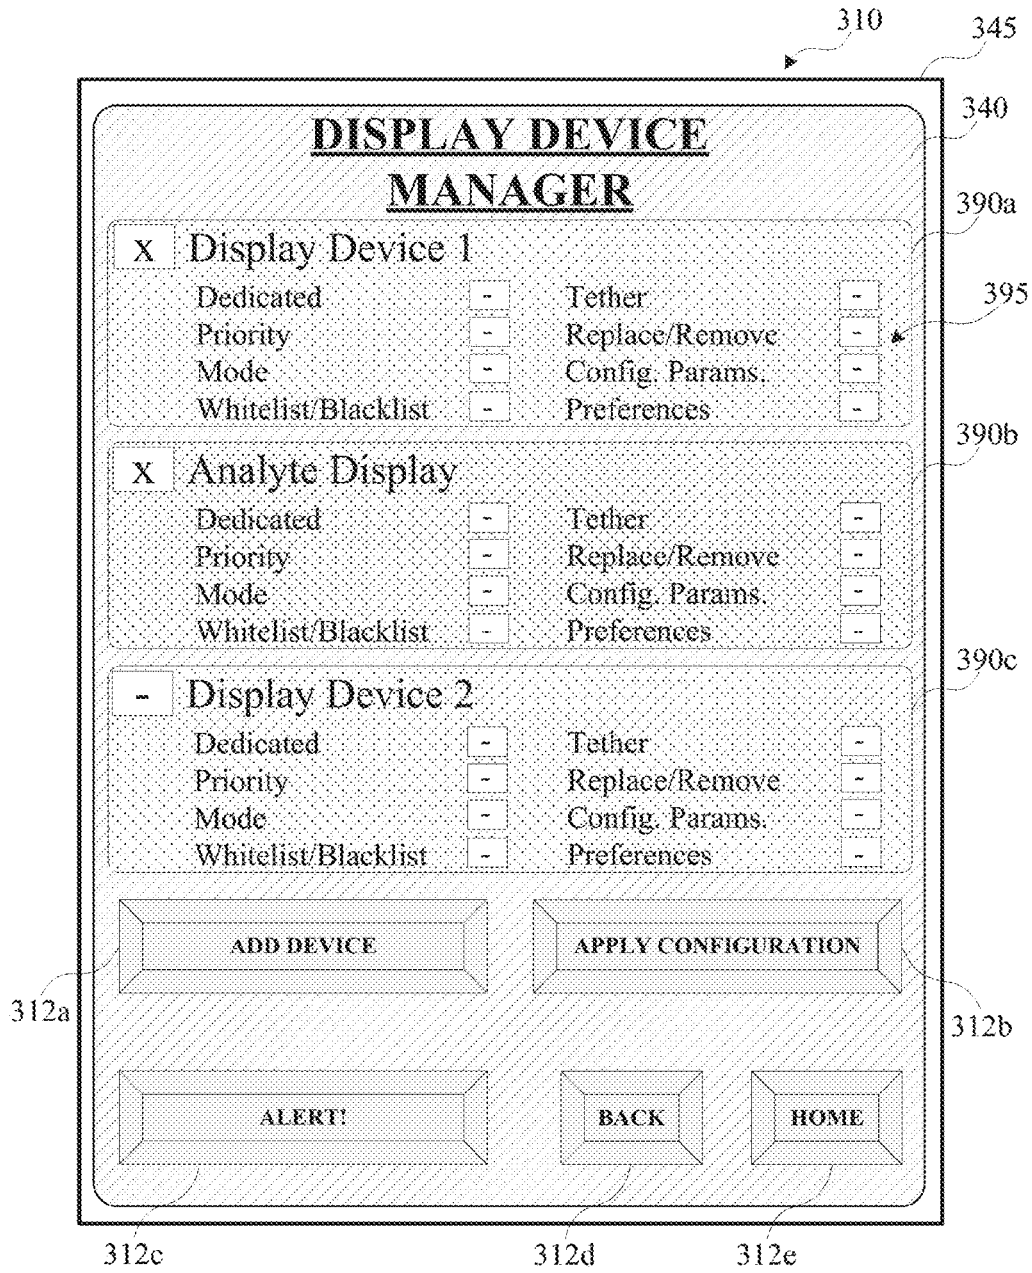 310
345
DISPLAY DEVICE
MANAGER
340
390a
X Display Device 1
Dedicated - Tether -
395
Priority - Replace/Remove -
Mode - Config. Params. -
Whitelist/Blacklist - Preferences -
390b
X Analyte Display
Dedicated - Tether -
Priority - Replace/Remove -
Mode - Config. Params. -
Whitelist/Blacklist - Preferences -
390c
- Display Device 2
Dedicated - Tether -
Priority - Replace/Remove -
Mode - Config. Params. -
Whitelist/Blacklist - Preferences -
ADD DEVICE APPLY CONFIGURATION
312a 312b
ALERT! BACK HOME
312c 312d 312e